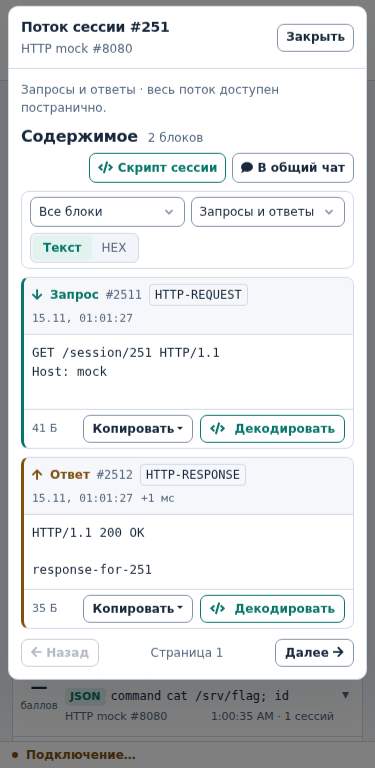 Поток сессии #251
HTTP mock #8080
Закрыть
Запросы и ответы · весь поток доступен
постранично.
Содержимое 2 блоков
Скрипт сессии
В общий чат
Все блоки
Запросы и ответы
Текст HEX
Запрос #2511 HTTP-REQUEST
15.11, 01:01:27
GET /session/251 HTTP/1.1
Host: mock
41 Б Копировать Декодировать
Ответ #2512 HTTP-RESPONSE
15.11, 01:01:27 +1 мс
HTTP/1.1 200 OK
response-for-251
35 Б Копировать Декодировать
← Назад Страница 1 Далее →
— JSON command cat /srv/flag; id
баллов
HTTP mock #8080 1:00:35 AM · 1 сессий
Подключение…